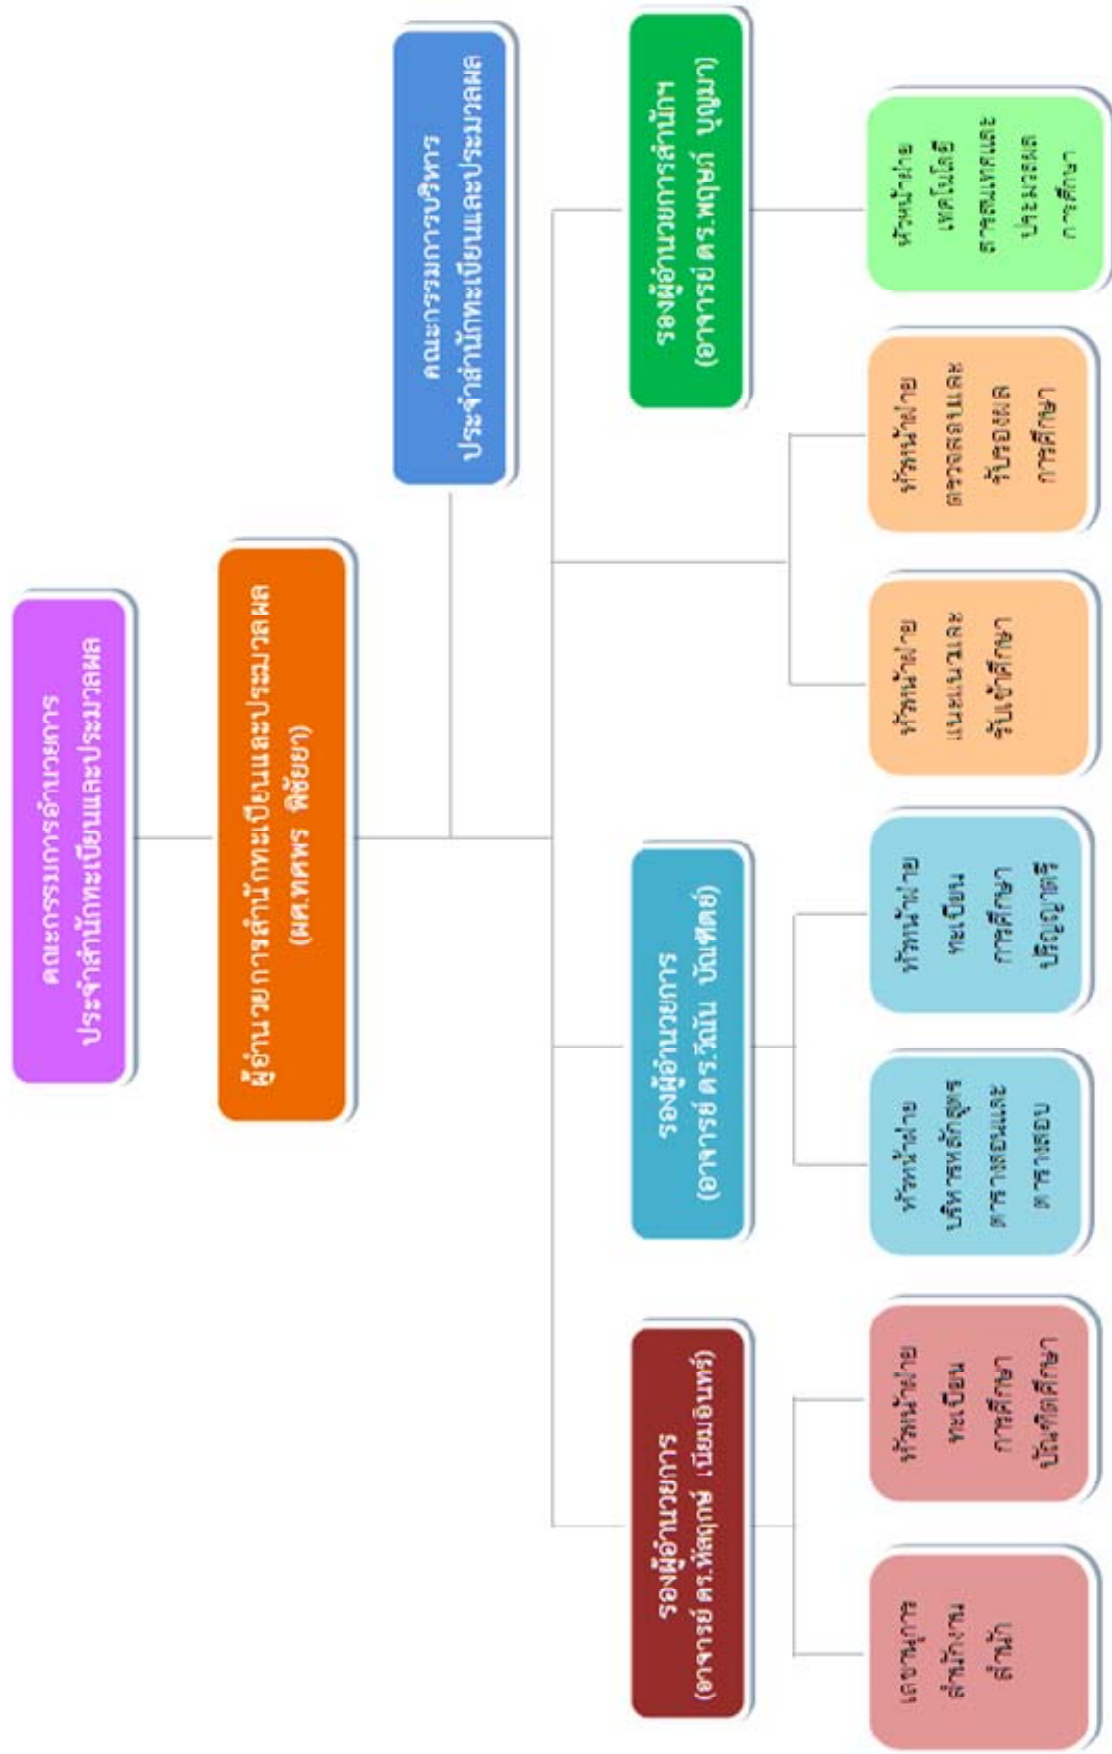 คณะกรรมการอำนวยการ
ประจำสำนักทะเบียนและประมวลผล
ผู้อำนวยการสำนักทะเบียนและประมวลผล
(ผศ.ทศพร พิชัยยา)
คณะกรรมการบริหาร
ประจำสำนักทะเบียนและประมวลผล
รองผู้อำนวยการ
(อาจารย์ ดร.หัสฤกษ์ เนียมอินทร์)
รองผู้อำนวยการ
(อาจารย์ ดร.วีณัน บัณฑิตย์)
รองผู้อำนวยการสำนักฯ
(อาจารย์ ดร.พฤษภ์ บุญมา)
เลขานุการ
สำนักงาน
สำนัก
หัวหน้าฝ่าย
ทะเบียน
การศึกษา
บัณฑิตศึกษา
หัวหน้าฝ่าย
บริหารหลักสูตร
ตารางสอนและ
ตารางสอบ
หัวหน้าฝ่าย
ทะเบียน
การศึกษา
ปริญญาตรี
หัวหน้าฝ่าย
แนะแนวและ
รับเข้าศึกษา
หัวหน้าฝ่าย
ตรวจสอบและ
รับรองผล
การศึกษา
หัวหน้าฝ่าย
เทคโนโลยี
สารสนเทศและ
ประมวลผล
การศึกษา